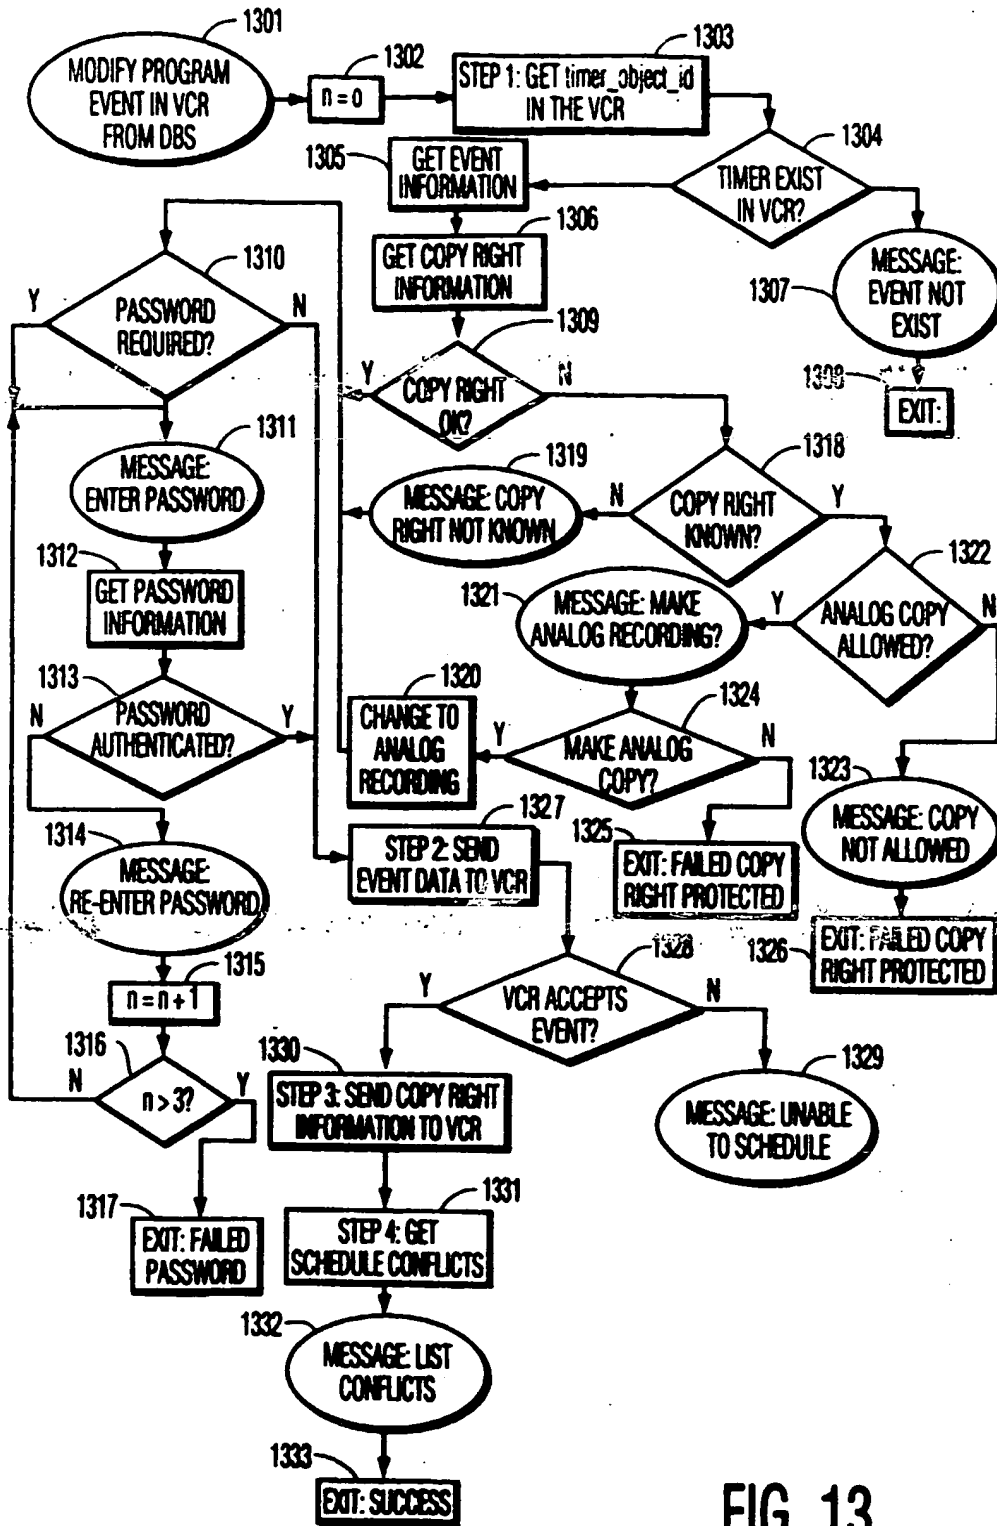 1301
MODIFY PROGRAM
EVENT IN VCR
FROM DBS
1302
n=0
1303
STEP 1: GET timer_object_id
IN THE VCR
1304
TIMER EXIST
IN VCR?
1305
GET EVENT
INFORMATION
1306
GET COPY RIGHT
INFORMATION
1307
MESSAGE:
EVENT NOT
EXIST
1308
EXIT:
1309
COPY RIGHT
OK?
Y
N
1310
PASSWORD
REQUIRED?
Y
N
1311
MESSAGE:
ENTER PASSWORD
1312
GET PASSWORD
INFORMATION
1313
PASSWORD
AUTHENTICATED?
N
Y
1314
MESSAGE:
RE-ENTER PASSWORD
1315
n=n+1
1316
n>3?
N
Y
1317
EXIT: FAILED
PASSWORD
1318
COPY RIGHT
KNOWN?
N
Y
1319
MESSAGE: COPY
RIGHT NOT KNOWN
1320
CHANGE TO
ANALOG
RECORDING
1321
MESSAGE: MAKE
ANALOG RECORDING?
1322
ANALOG COPY
ALLOWED?
Y
N
1323
MESSAGE: COPY
NOT ALLOWED
1324
MAKE ANALOG
COPY?
Y
N
1325
EXIT: FAILED COPY
RIGHT PROTECTED
1326
EXIT: FAILED COPY
RIGHT PROTECTED
1327
STEP 2: SEND
EVENT DATA TO VCR
1328
VCR ACCEPTS
EVENT?
Y
N
1329
MESSAGE: UNABLE
TO SCHEDULE
1330
STEP 3: SEND COPY RIGHT
INFORMATION TO VCR
1331
STEP 4: GET
SCHEDULE CONFLICTS
1332
MESSAGE: LIST
CONFLICTS
1333
EXIT: SUCCESS
FIG. 13